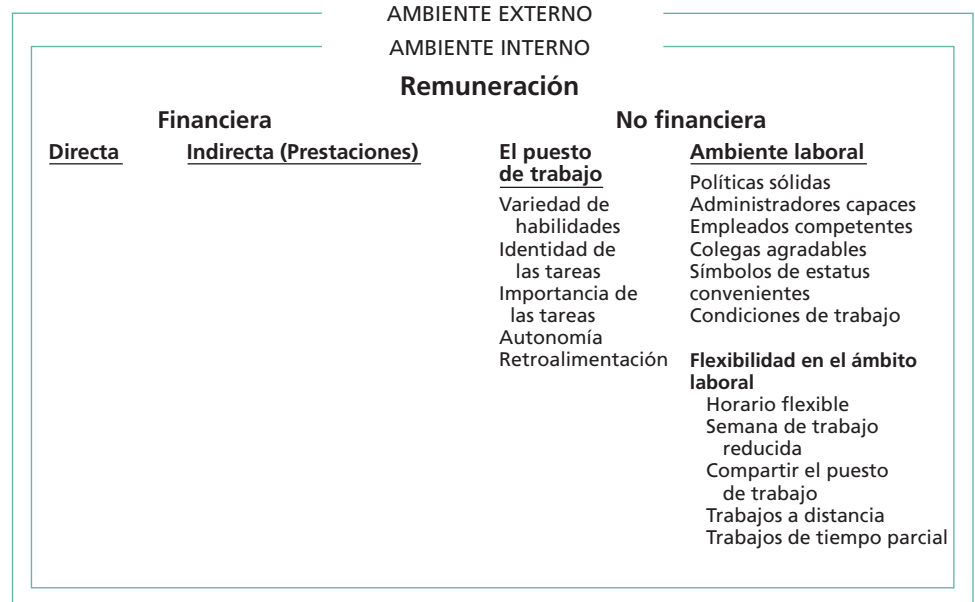 AMBIENTE EXTERNO
AMBIENTE INTERNO
Remuneración
Financiera
No financiera
Directa
Indirecta (Prestaciones)
El puesto
de trabajo
Variedad de
habilidades
Identidad de
las tareas
Importancia de
las tareas
Autonomía
Retroalimentación
Ambiente laboral
Políticas sólidas
Administradores capaces
Empleados competentes
Colegas agradables
Símbolos de estatus
convenientes
Condiciones de trabajo
Flexibilidad en el ámbito
laboral
Horario flexible
Semana de trabajo
reducida
Compartir el puesto
de trabajo
Trabajos a distancia
Trabajos de tiempo parcial